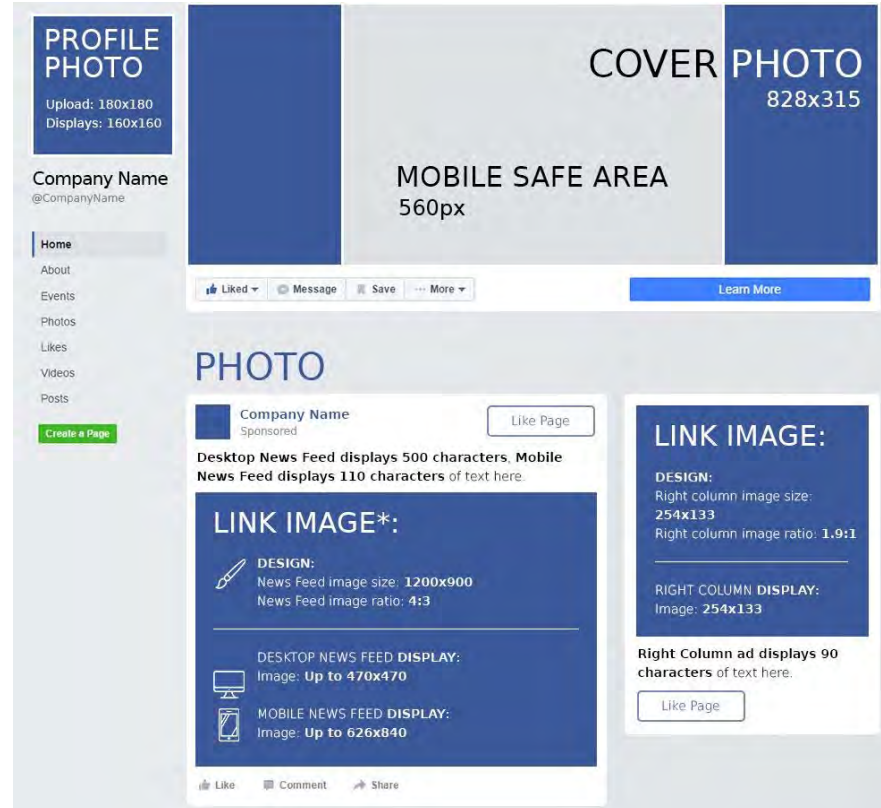 PROFILE
PHOTO
Upload: 180x180
Displays: 160x160
Company Name
@CompanyName
Home
About
Events
Photos
Likes
Videos
Posts
Create a Page
COVER PHOTO
828x315
MOBILE SAFE AREA
560px
Liked
Message
Save
··· More
Learn More
PHOTO
Company Name
Sponsored
Like Page
Desktop News Feed displays 500 characters, Mobile
News Feed displays 110 characters of text here.
LINK IMAGE*:
DESIGN:
News Feed image size: 1200x900
News Feed image ratio: 4:3
DESKTOP NEWS FEED DISPLAY:
Image: Up to 470x470
MOBILE NEWS FEED DISPLAY:
Image: Up to 626x840
Like
Comment
Share
LINK IMAGE:
DESIGN:
Right column image size:
254x133
Right column image ratio: 1.9:1
RIGHT COLUMN DISPLAY:
Image: 254x133
Right Column ad displays 90
characters of text here.
Like Page